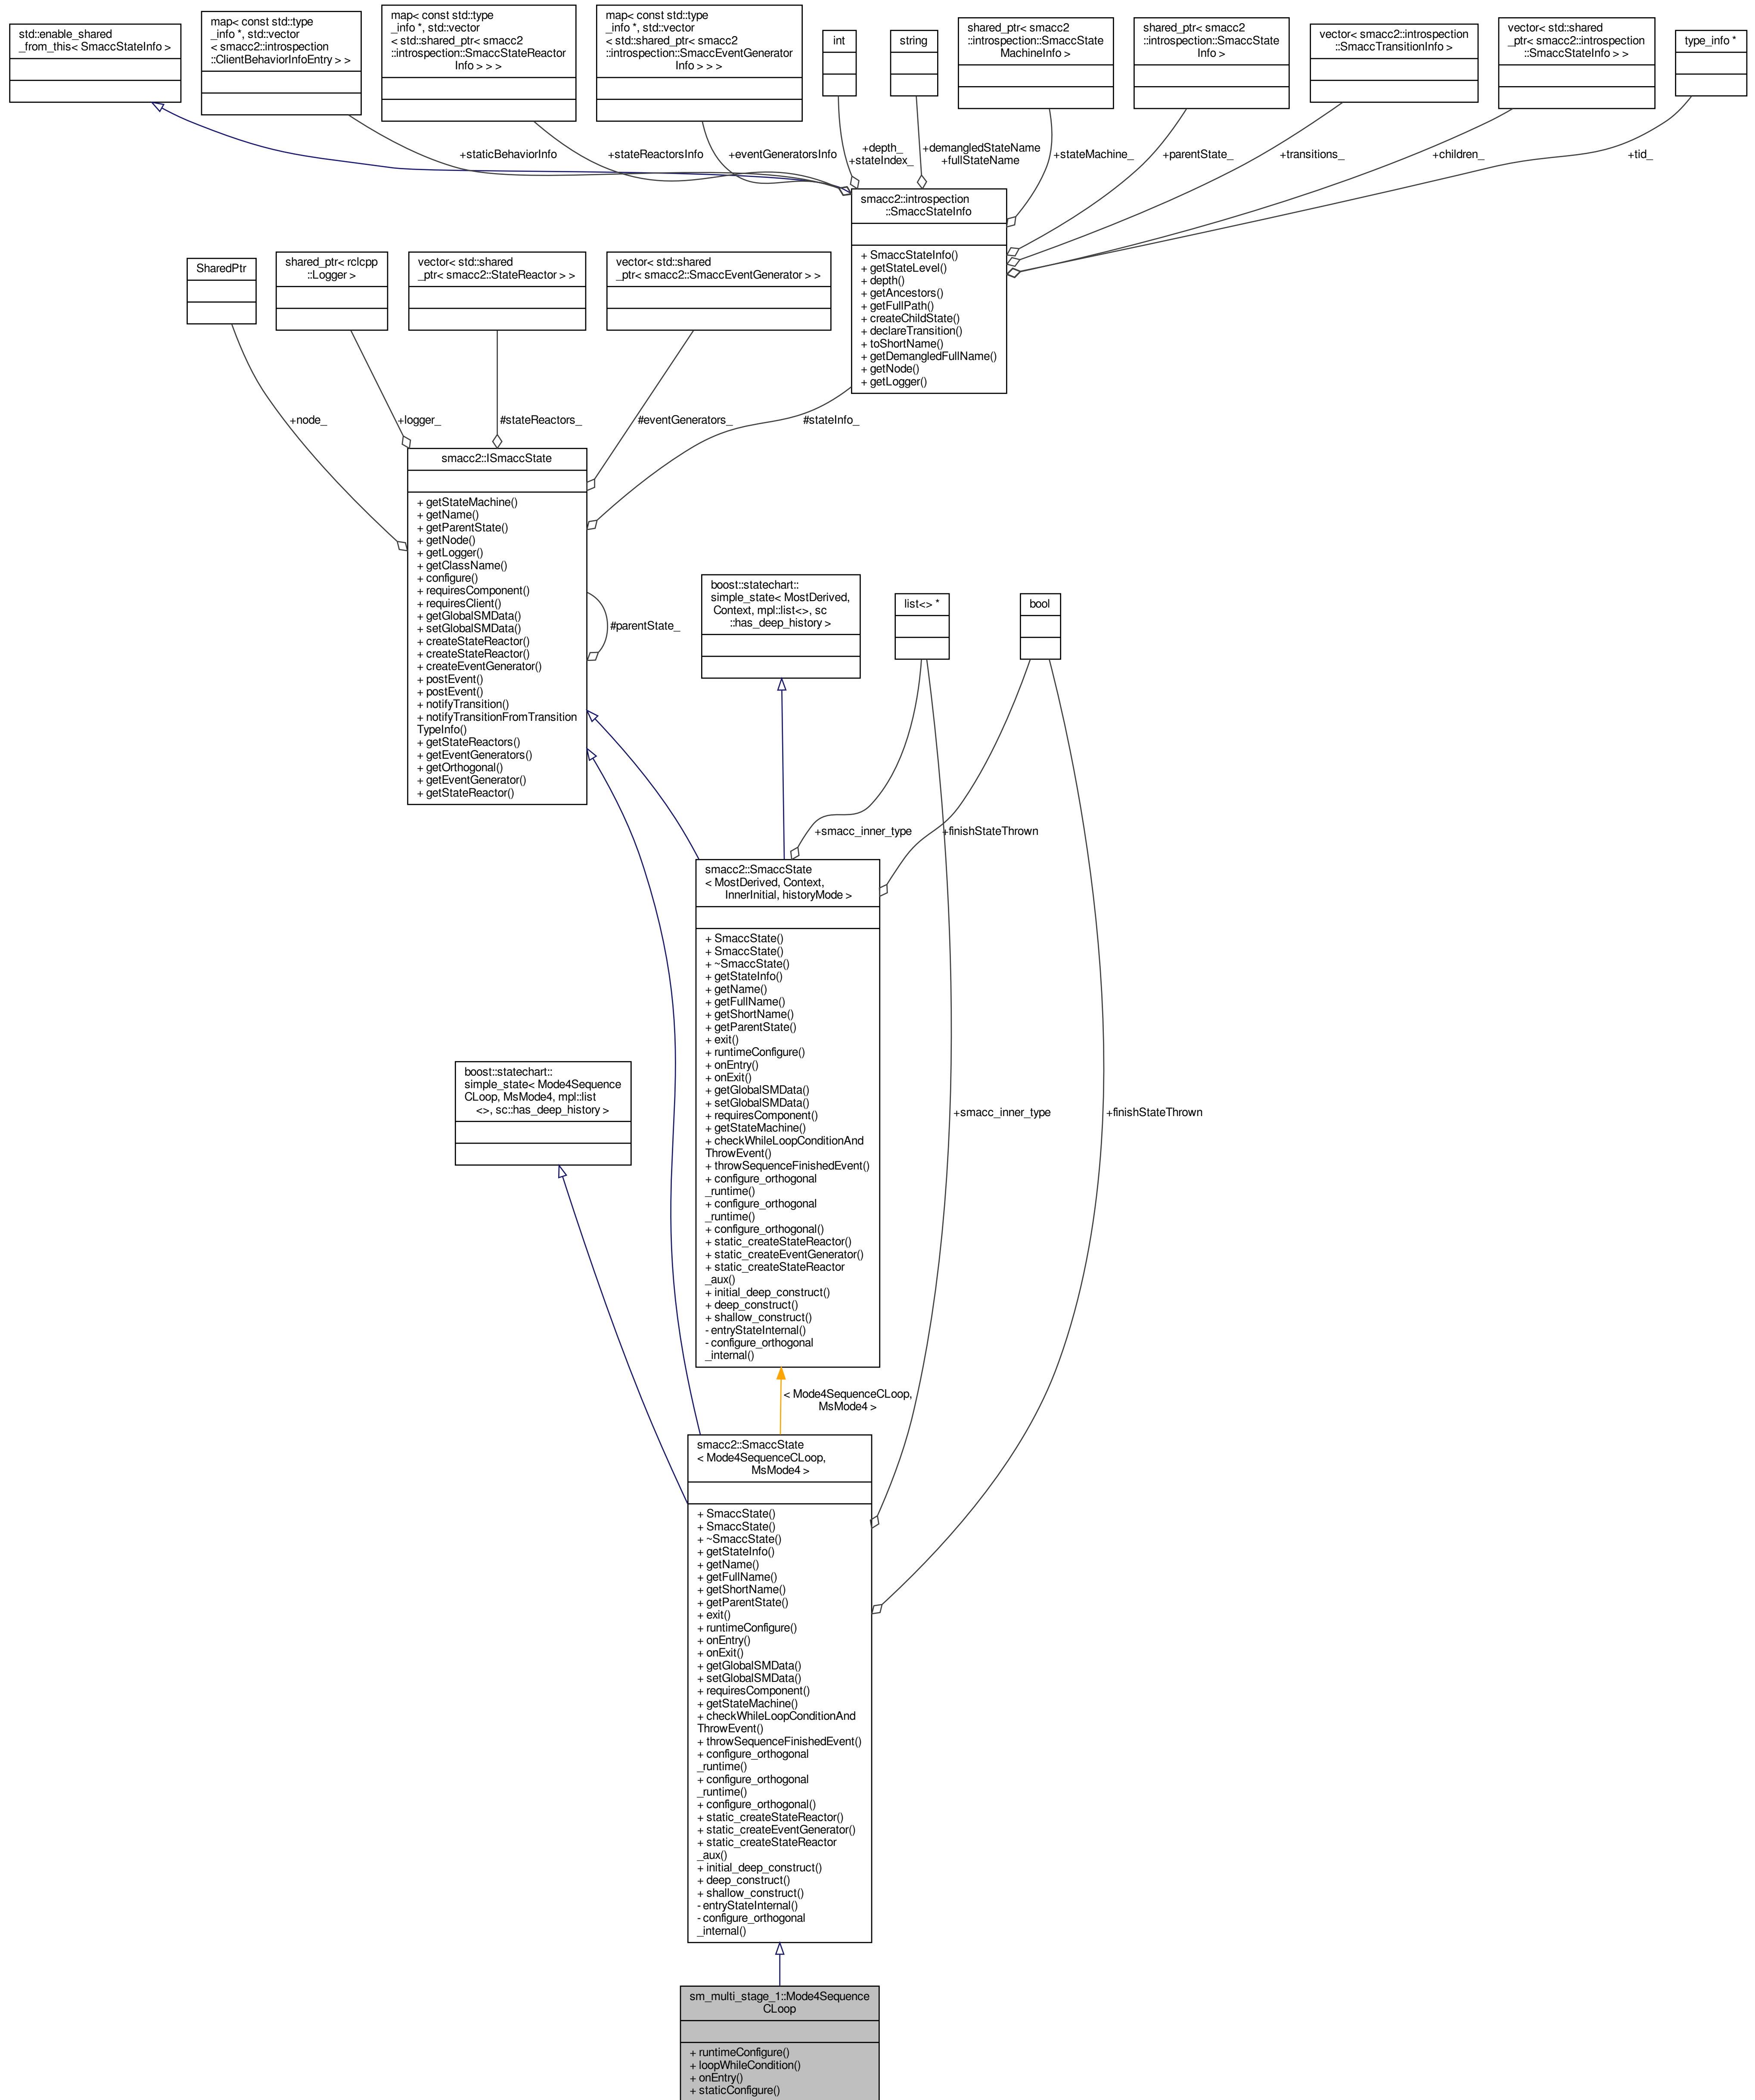 std::enable_shared
_from_this< SmaccStateInfo >
map< const std::type
_info *, std::vector
< smacc2::introspection
::ClientBehaviorInfoEntry > >
map< const std::type
_info *, std::vector
< std::shared_ptr< smacc2
::introspection::SmaccStateReactor
Info > > >
map< const std::type
_info *, std::vector
< std::shared_ptr< smacc2
::introspection::SmaccEventGenerator
Info > > >
int
string
shared_ptr< smacc2
::introspection::SmaccState
MachineInfo >
shared_ptr< smacc2
::introspection::SmaccState
Info >
vector< smacc2::introspection
::SmaccTransitionInfo >
vector< std::shared
_ptr< smacc2::introspection
::SmaccStateInfo > >
type_info *
+staticBehaviorInfo
+stateReactorsInfo
+eventGeneratorsInfo
+depth_
+stateIndex_
+demangledStateName
+fullStateName
+stateMachine_
+parentState_
+transitions_
+children_
+tid_
smacc2::introspection
::SmaccStateInfo
+ SmaccStateInfo()
+ getStateLevel()
+ depth()
+ getAncestors()
+ getFullPath()
+ createChildState()
+ declareTransition()
+ toShortName()
+ getDemangledFullName()
+ getNode()
+ getLogger()
SharedPtr
shared_ptr< rclcpp
::Logger >
vector< std::shared
_ptr< smacc2::StateReactor > >
vector< std::shared
_ptr< smacc2::SmaccEventGenerator > >
+node_
+logger_
#stateReactors_
#eventGenerators_
#stateInfo_
smacc2::ISmaccState
+ getStateMachine()
+ getName()
+ getParentState()
+ getNode()
+ getLogger()
+ getClassName()
+ configure()
+ requiresComponent()
+ requiresClient()
+ getGlobalSMData()
+ setGlobalSMData()
+ createStateReactor()
+ createStateReactor()
+ createEventGenerator()
+ postEvent()
+ postEvent()
+ notifyTransition()
+ notifyTransitionFromTransition
TypeInfo()
+ getStateReactors()
+ getEventGenerators()
+ getOrthogonal()
+ getEventGenerator()
+ getStateReactor()
#parentState_
boost::statechart::
simple_state< MostDerived,
Context, mpl::list<>, sc
::has_deep_history >
list<> *
bool
+smacc_inner_type
+finishStateThrown
smacc2::SmaccState
< MostDerived, Context,
InnerInitial, historyMode >
+ SmaccState()
+ SmaccState()
+ ~SmaccState()
+ getStateInfo()
+ getName()
+ getFullName()
+ getShortName()
+ getParentState()
+ exit()
+ runtimeConfigure()
+ onEntry()
+ onExit()
+ getGlobalSMData()
+ setGlobalSMData()
+ requiresComponent()
+ getStateMachine()
+ checkWhileLoopConditionAnd
ThrowEvent()
+ throwSequenceFinishedEvent()
+ configure_orthogonal
_runtime()
+ configure_orthogonal
_runtime()
+ configure_orthogonal()
+ static_createStateReactor()
+ static_createEventGenerator()
+ static_createStateReactor
_aux()
+ initial_deep_construct()
+ deep_construct()
+ shallow_construct()
- entryStateInternal()
- configure_orthogonal
_internal()
boost::statechart::
simple_state< Mode4Sequence
CLoop, MsMode4, mpl::list
<>, sc::has_deep_history >
+smacc_inner_type
+finishStateThrown
< Mode4SequenceCLoop,
MsMode4 >
smacc2::SmaccState
< Mode4SequenceCLoop,
MsMode4 >
+ SmaccState()
+ SmaccState()
+ ~SmaccState()
+ getStateInfo()
+ getName()
+ getFullName()
+ getShortName()
+ getParentState()
+ exit()
+ runtimeConfigure()
+ onEntry()
+ onExit()
+ getGlobalSMData()
+ setGlobalSMData()
+ requiresComponent()
+ getStateMachine()
+ checkWhileLoopConditionAnd
ThrowEvent()
+ throwSequenceFinishedEvent()
+ configure_orthogonal
_runtime()
+ configure_orthogonal
_runtime()
+ configure_orthogonal()
+ static_createStateReactor()
+ static_createEventGenerator()
+ static_createStateReactor
_aux()
+ initial_deep_construct()
+ deep_construct()
+ shallow_construct()
- entryStateInternal()
- configure_orthogonal
_internal()
sm_multi_stage_1::Mode4Sequence
CLoop
+ runtimeConfigure()
+ loopWhileCondition()
+ onEntry()
+ staticConfigure()